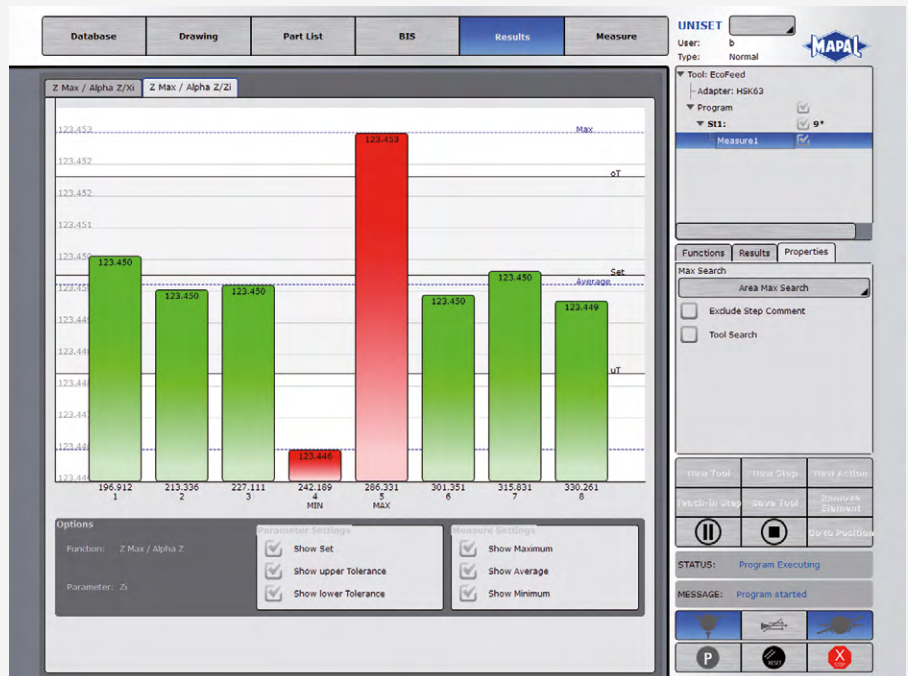 Database Drawing Part List BIS Results Measure
UNISET
User: b
Type: Normal
MAPAL
Z Max / Alpha Z/Xi Z Max / Alpha Z/Zi
Tool: EcoFeed
Adapter: HSK63
Program
St1: 9*
Measure1
123.453 Max
123.453
123.452
oT
123.452
123.451
123.450
123.450 123.450 123.450 123.450 123.450 123.449
Set
Average
uT
123.446
196.912 213.336 227.111 242.189 286.331 301.351 315.831 330.261
1 2 3 4 5 6 7 8
MIN MAX
Functions Results Properties
Max Search
Area Max Search
Exclude Step Comment
Tool Search
Options
Function: Z Max / Alpha Z
Parameter: Zi
Parameter Settings
Show Set
Show upper Tolerance
Show lower Tolerance
Measure Settings
Show Maximum
Show Average
Show Minimum
New Tool New Step New Action
Teach-in Step Save Tool Remove Element
Go to Position
STATUS: Program Executing
MESSAGE: Program started
P RESET X
STOP